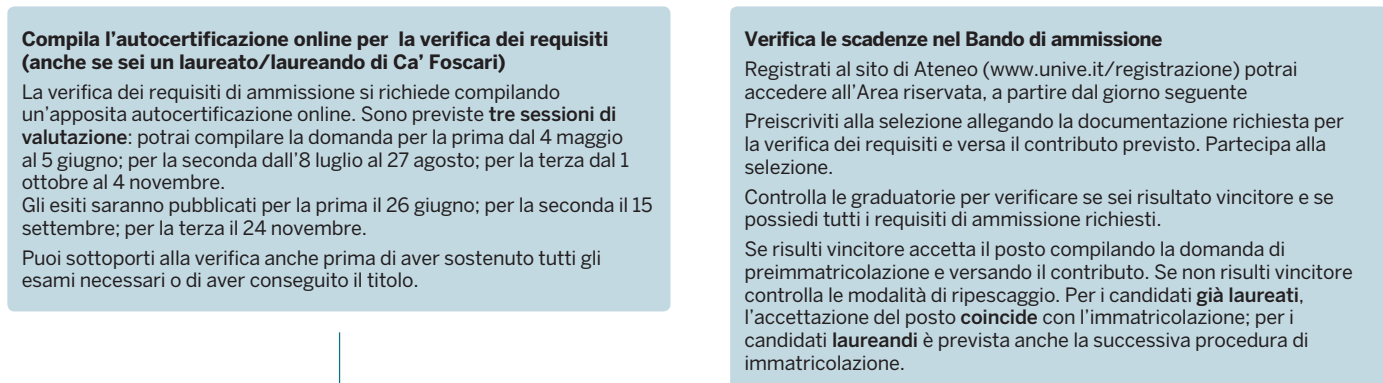 Compila l'autocertificazione online per la verifica dei requisiti
(anche se sei un laureato/laureando di Ca' Foscari)
La verifica dei requisiti di ammissione si richiede compilando
un'apposita autocertificazione online. Sono previste tre sessioni di
valutazione: potrai compilare la domanda per la prima dal 4 maggio
al 5 giugno; per la seconda dall'8 luglio al 27 agosto; per la terza dal 1
ottobre al 4 novembre.
Gli esiti saranno pubblicati per la prima il 26 giugno; per la seconda il 15
settembre; per la terza il 24 novembre.
Puoi sottoporti alla verifica anche prima di aver sostenuto tutti gli
esami necessari o di aver conseguito il titolo.
Verifica le scadenze nel Bando di ammissione
Registrati al sito di Ateneo (www.unive.it/registrazione) potrai
accedere all'Area riservata, a partire dal giorno seguente
Preiscriviti alla selezione allegando la documentazione richiesta per
la verifica dei requisiti e versa il contributo previsto. Partecipa alla
selezione.
Controlla le graduatorie per verificare se sei risultato vincitore e se
possiedi tutti i requisiti di ammissione richiesti.
Se risulti vincitore accetta il posto compilando la domanda di
preimmatricolazione e versando il contributo. Se non risulti vincitore
controlla le modalità di ripescaggio. Per i candidati già laureati,
l'accettazione del posto coincide con l'immatricolazione; per i
candidati laureandi è prevista anche la successiva procedura di
immatricolazione.